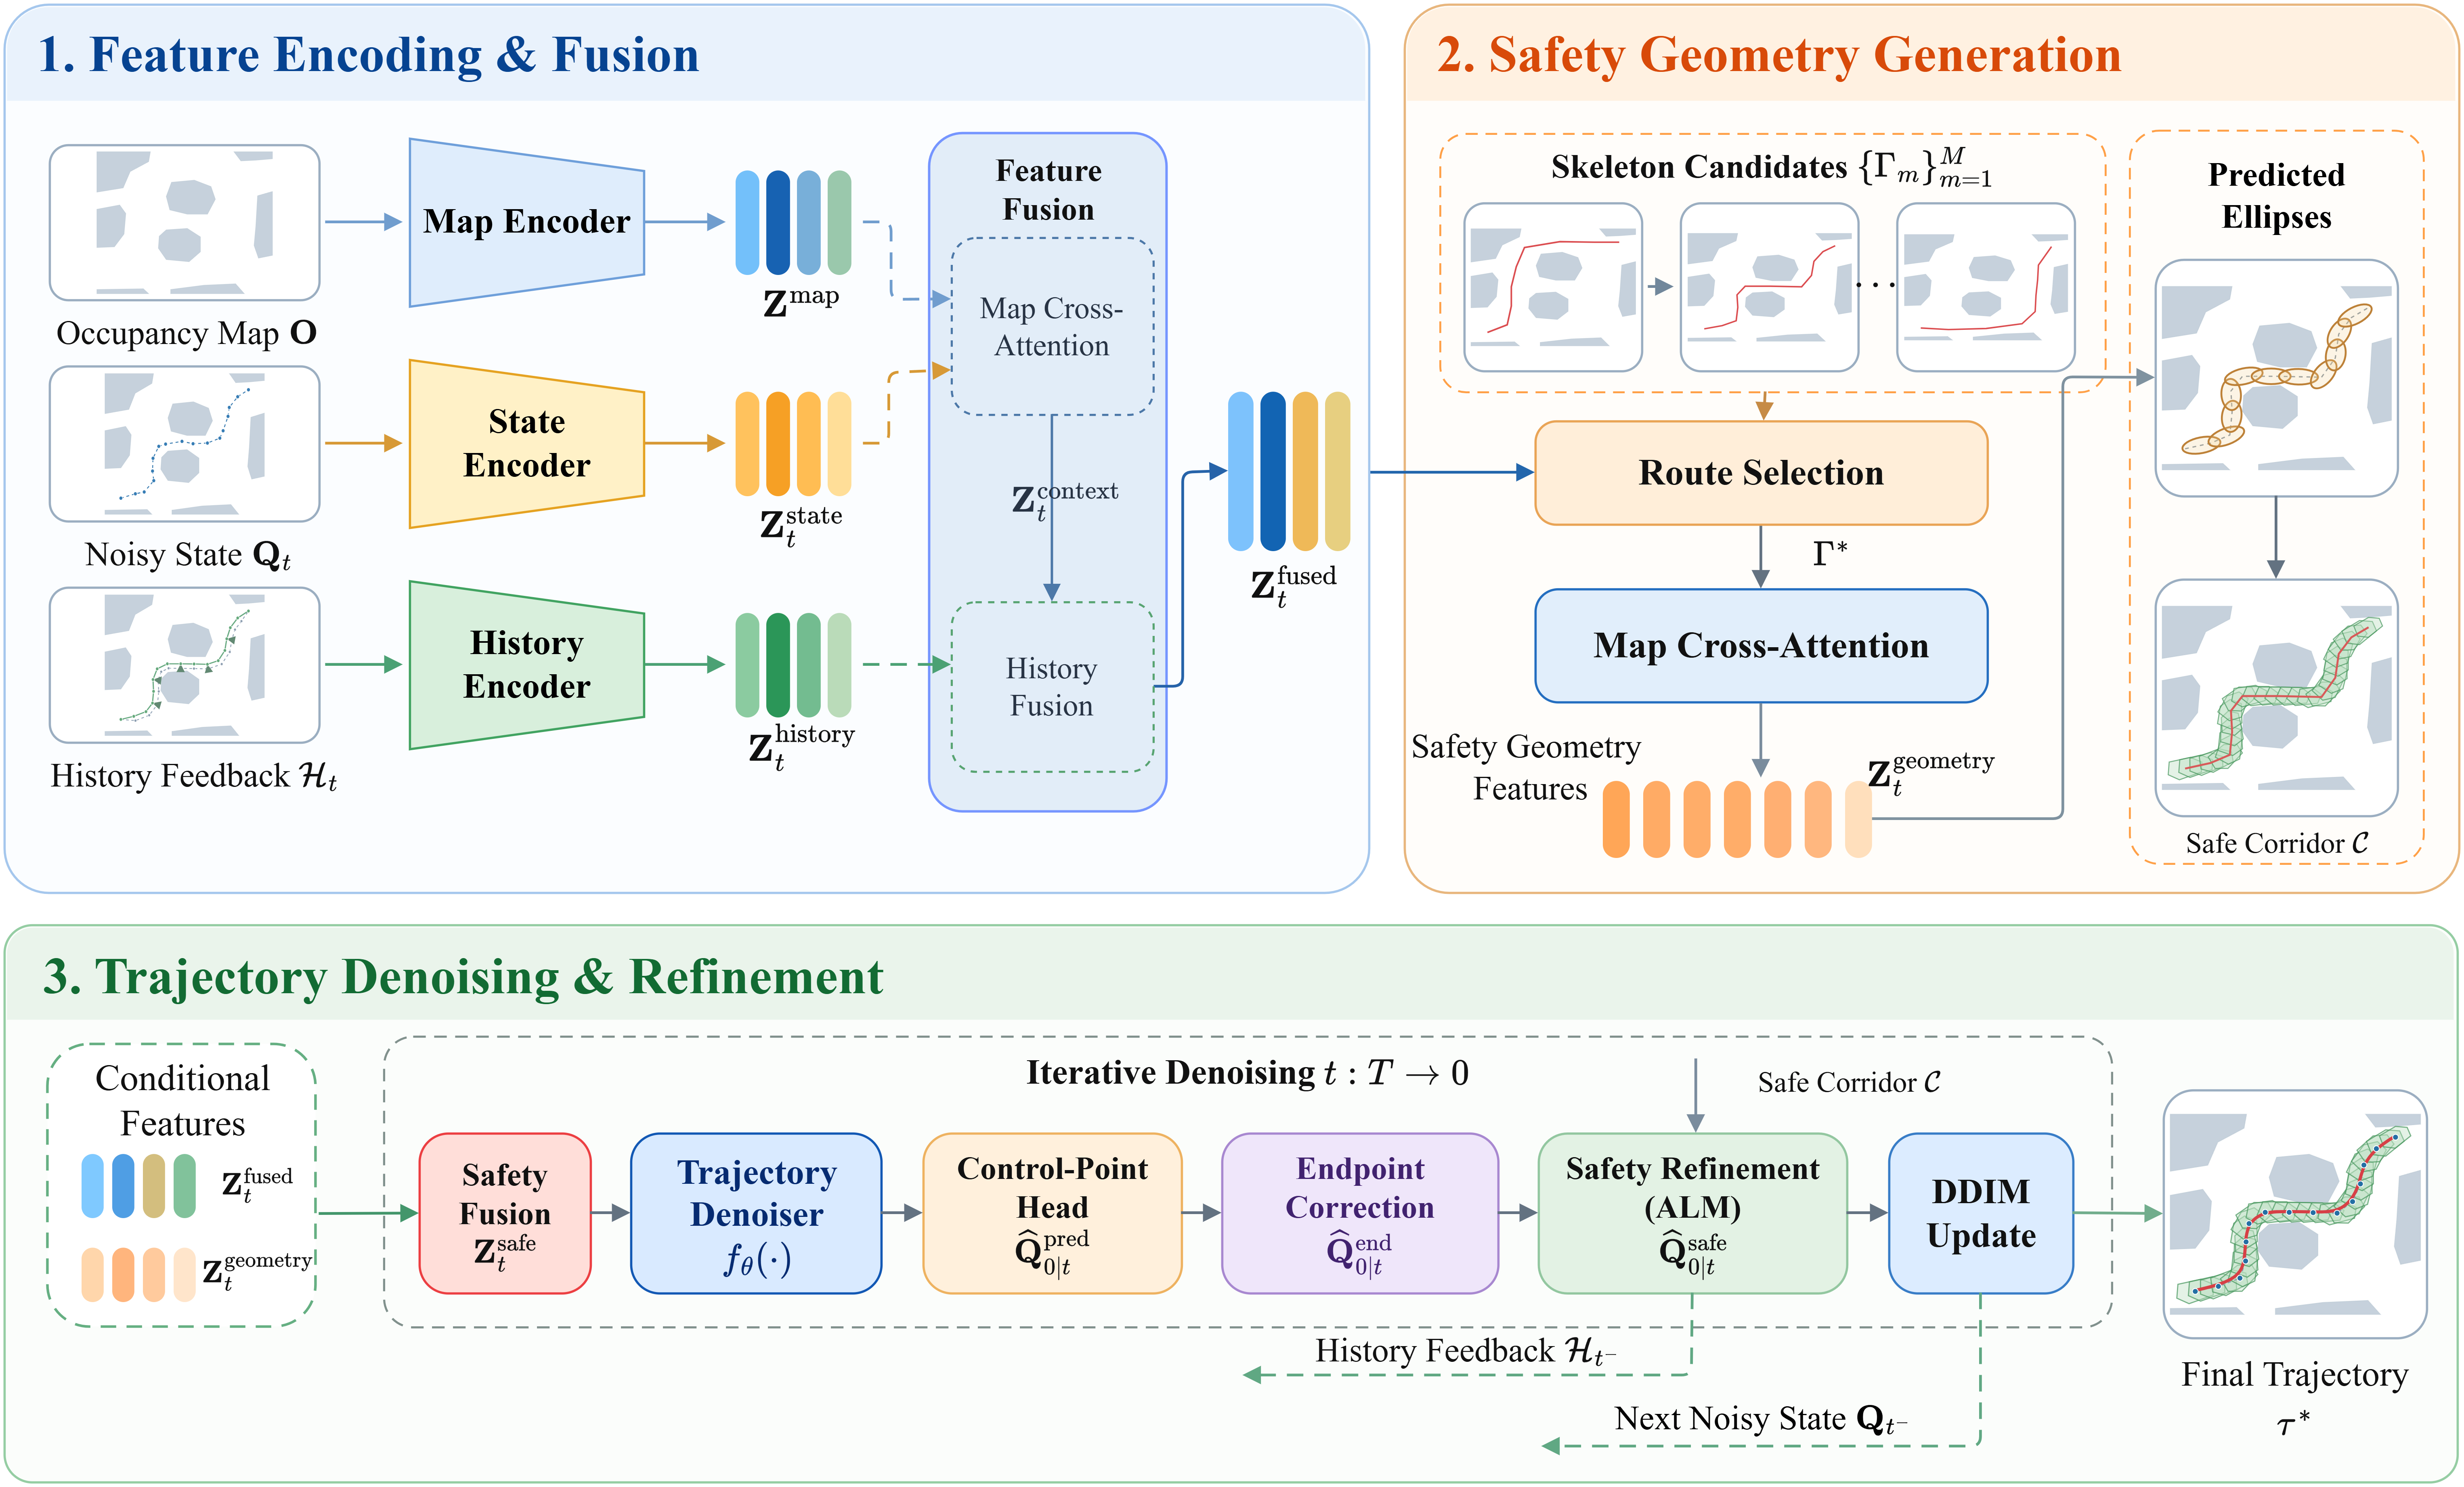 1. Feature Encoding & Fusion
Occupancy Map O
Map Encoder
Z^map
Noisy State Q_t
State
Encoder
Z_t^state
History Feedback ℋ_t
History
Encoder
Z_t^history
Feature
Fusion
Map Cross-
Attention
Z_t^context
History
Fusion
Z_t^fused
2. Safety Geometry Generation
Skeleton Candidates {Γ_m}_{m=1}^M
...
Route Selection
Γ*
Map Cross-Attention
Safety Geometry
Features
Z_t^geometry
Predicted
Ellipses
Safe Corridor 𝒞
3. Trajectory Denoising & Refinement
Conditional
Features
Z_t^fused
Z_t^geometry
Iterative Denoising t : T → 0
Safe Corridor 𝒞
Safety
Fusion
Z_t^safe
Trajectory
Denoiser
f_θ(·)
Control-Point
Head
Q̂_{0|t}^pred
Endpoint
Correction
Q̂_{0|t}^end
Safety Refinement
(ALM)
Q̂_{0|t}^safe
DDIM
Update
History Feedback ℋ_{t⁻}
Next Noisy State Q_{t⁻}
Final Trajectory
τ*